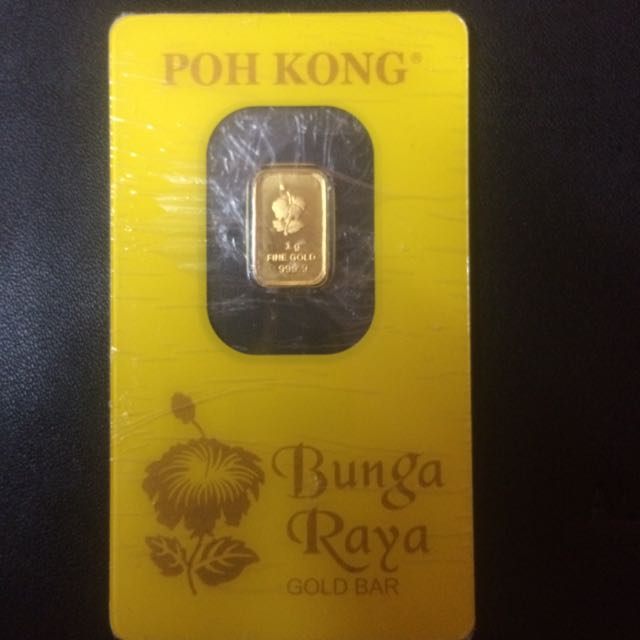 POH KONG®
1 g
FINE GOLD
999.9
Bunga
Raya
GOLD BAR